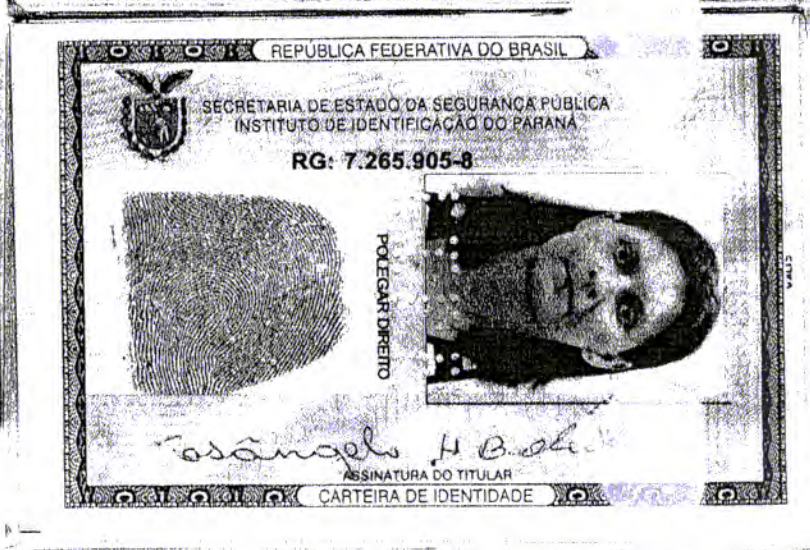 REPÚBLICA FEDERATIVA DO BRASIL
SECRETARIA DE ESTADO DA SEGURANÇA PÚBLICA
INSTITUTO DE IDENTIFICAÇÃO DO PARANÁ
RG: 7.265.905-8
POLEGAR DIREITO
ASSINATURA DO TITULAR
CARTEIRA DE IDENTIDADE